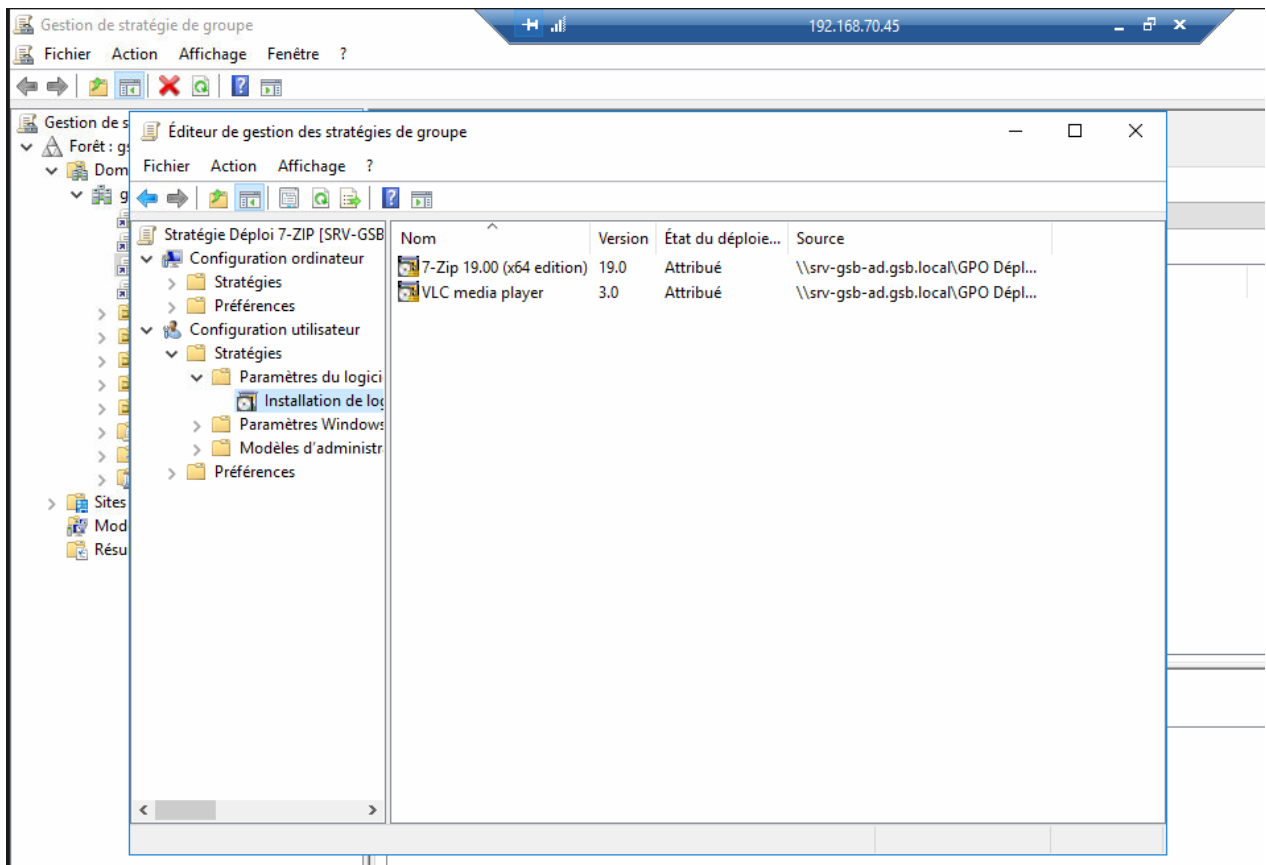 Gestion de stratégie de groupe
192.168.70.45
Fichier Action Affichage Fenêtre ?
Gestion de s
Forêt : g
Dom
g
Sites
Mod
Résu
Éditeur de gestion des stratégies de groupe
Fichier Action Affichage ?
Stratégie Déploi 7-ZIP [SRV-GSB
Configuration ordinateur
Stratégies
Préférences
Configuration utilisateur
Stratégies
Paramètres du logici
Installation de log
Paramètres Windows
Modèles d'administr
Préférences
Nom Version État du déploie... Source
7-Zip 19.00 (x64 edition) 19.0 Attribué \\srv-gsb-ad.gsb.local\GPO Dépl...
VLC media player 3.0 Attribué \\srv-gsb-ad.gsb.local\GPO Dépl...